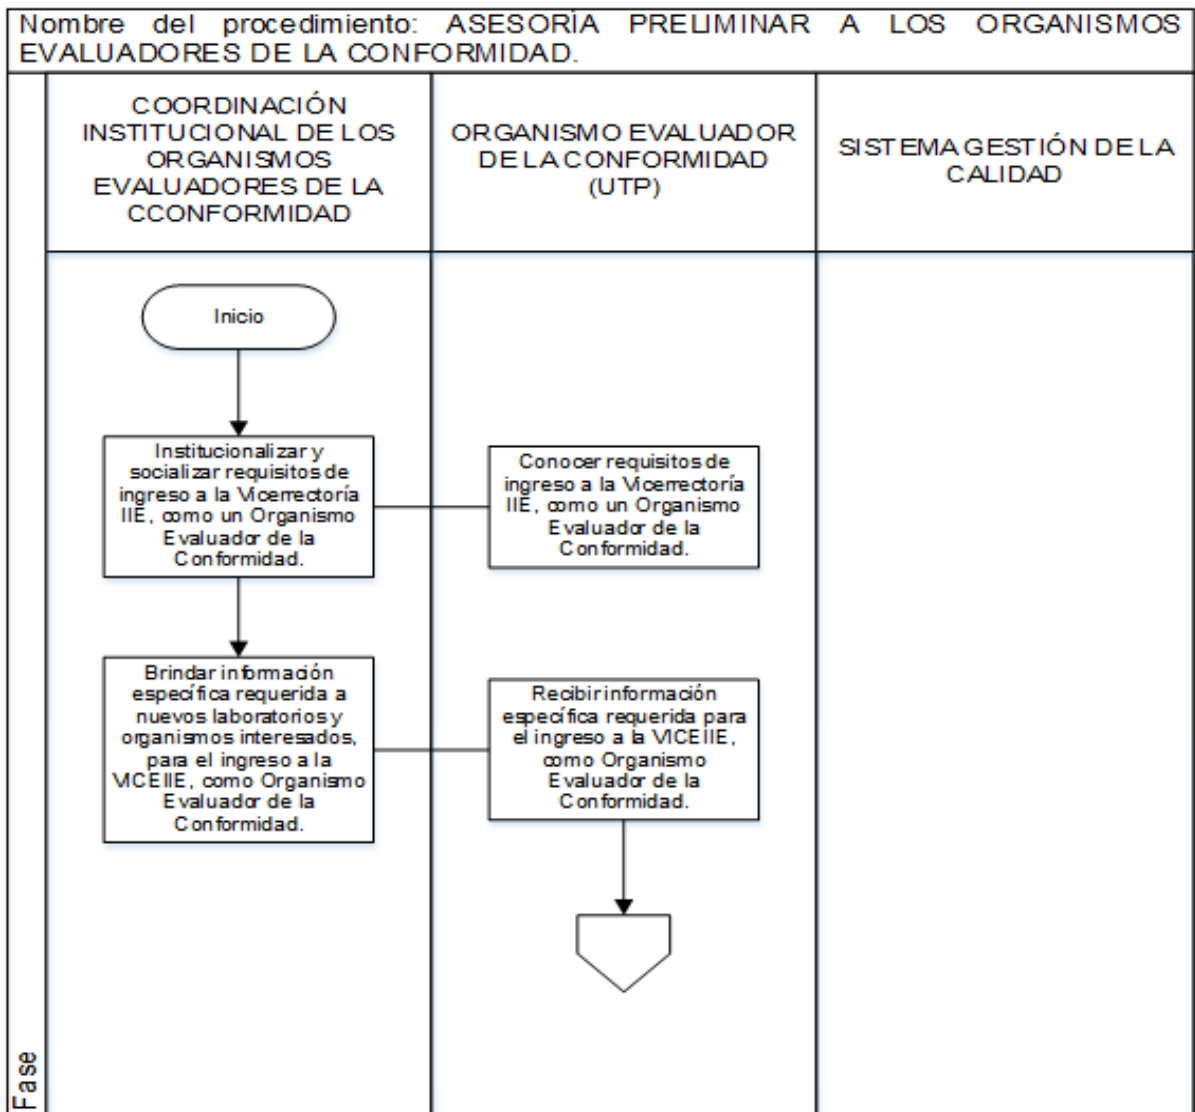 Nombre del procedimiento: ASESORÍA PRELIMINAR A LOS ORGANISMOS
EVALUADORES DE LA CONFORMIDAD.
COORDINACIÓN
INSTITUCIONAL DE LOS
ORGANISMOS
EVALUADORES DE LA
CCONFORMIDAD
ORGANISMO EVALUADOR
DE LA CONFORMIDAD
(UTP)
SISTEMA GESTIÓN DE LA
CALIDAD
Inicio
Institucionalizar y
socializar requisitos de
ingreso a la Vicerrectoría
IIE, como un Organismo
Evaluador de la
Conformidad.
Conocer requisitos de
ingreso a la Vicerrectoría
IIE, como un Organismo
Evaluador de la
Conformidad.
Brindar información
específica requerida a
nuevos laboratorios y
organismos interesados,
para el ingreso a la
VICEIIE, como Organismo
Evaluador de la
Conformidad.
Recibir información
específica requerida para
el ingreso a la VICEIIE,
como Organismo
Evaluador de la
Conformidad.
Fase